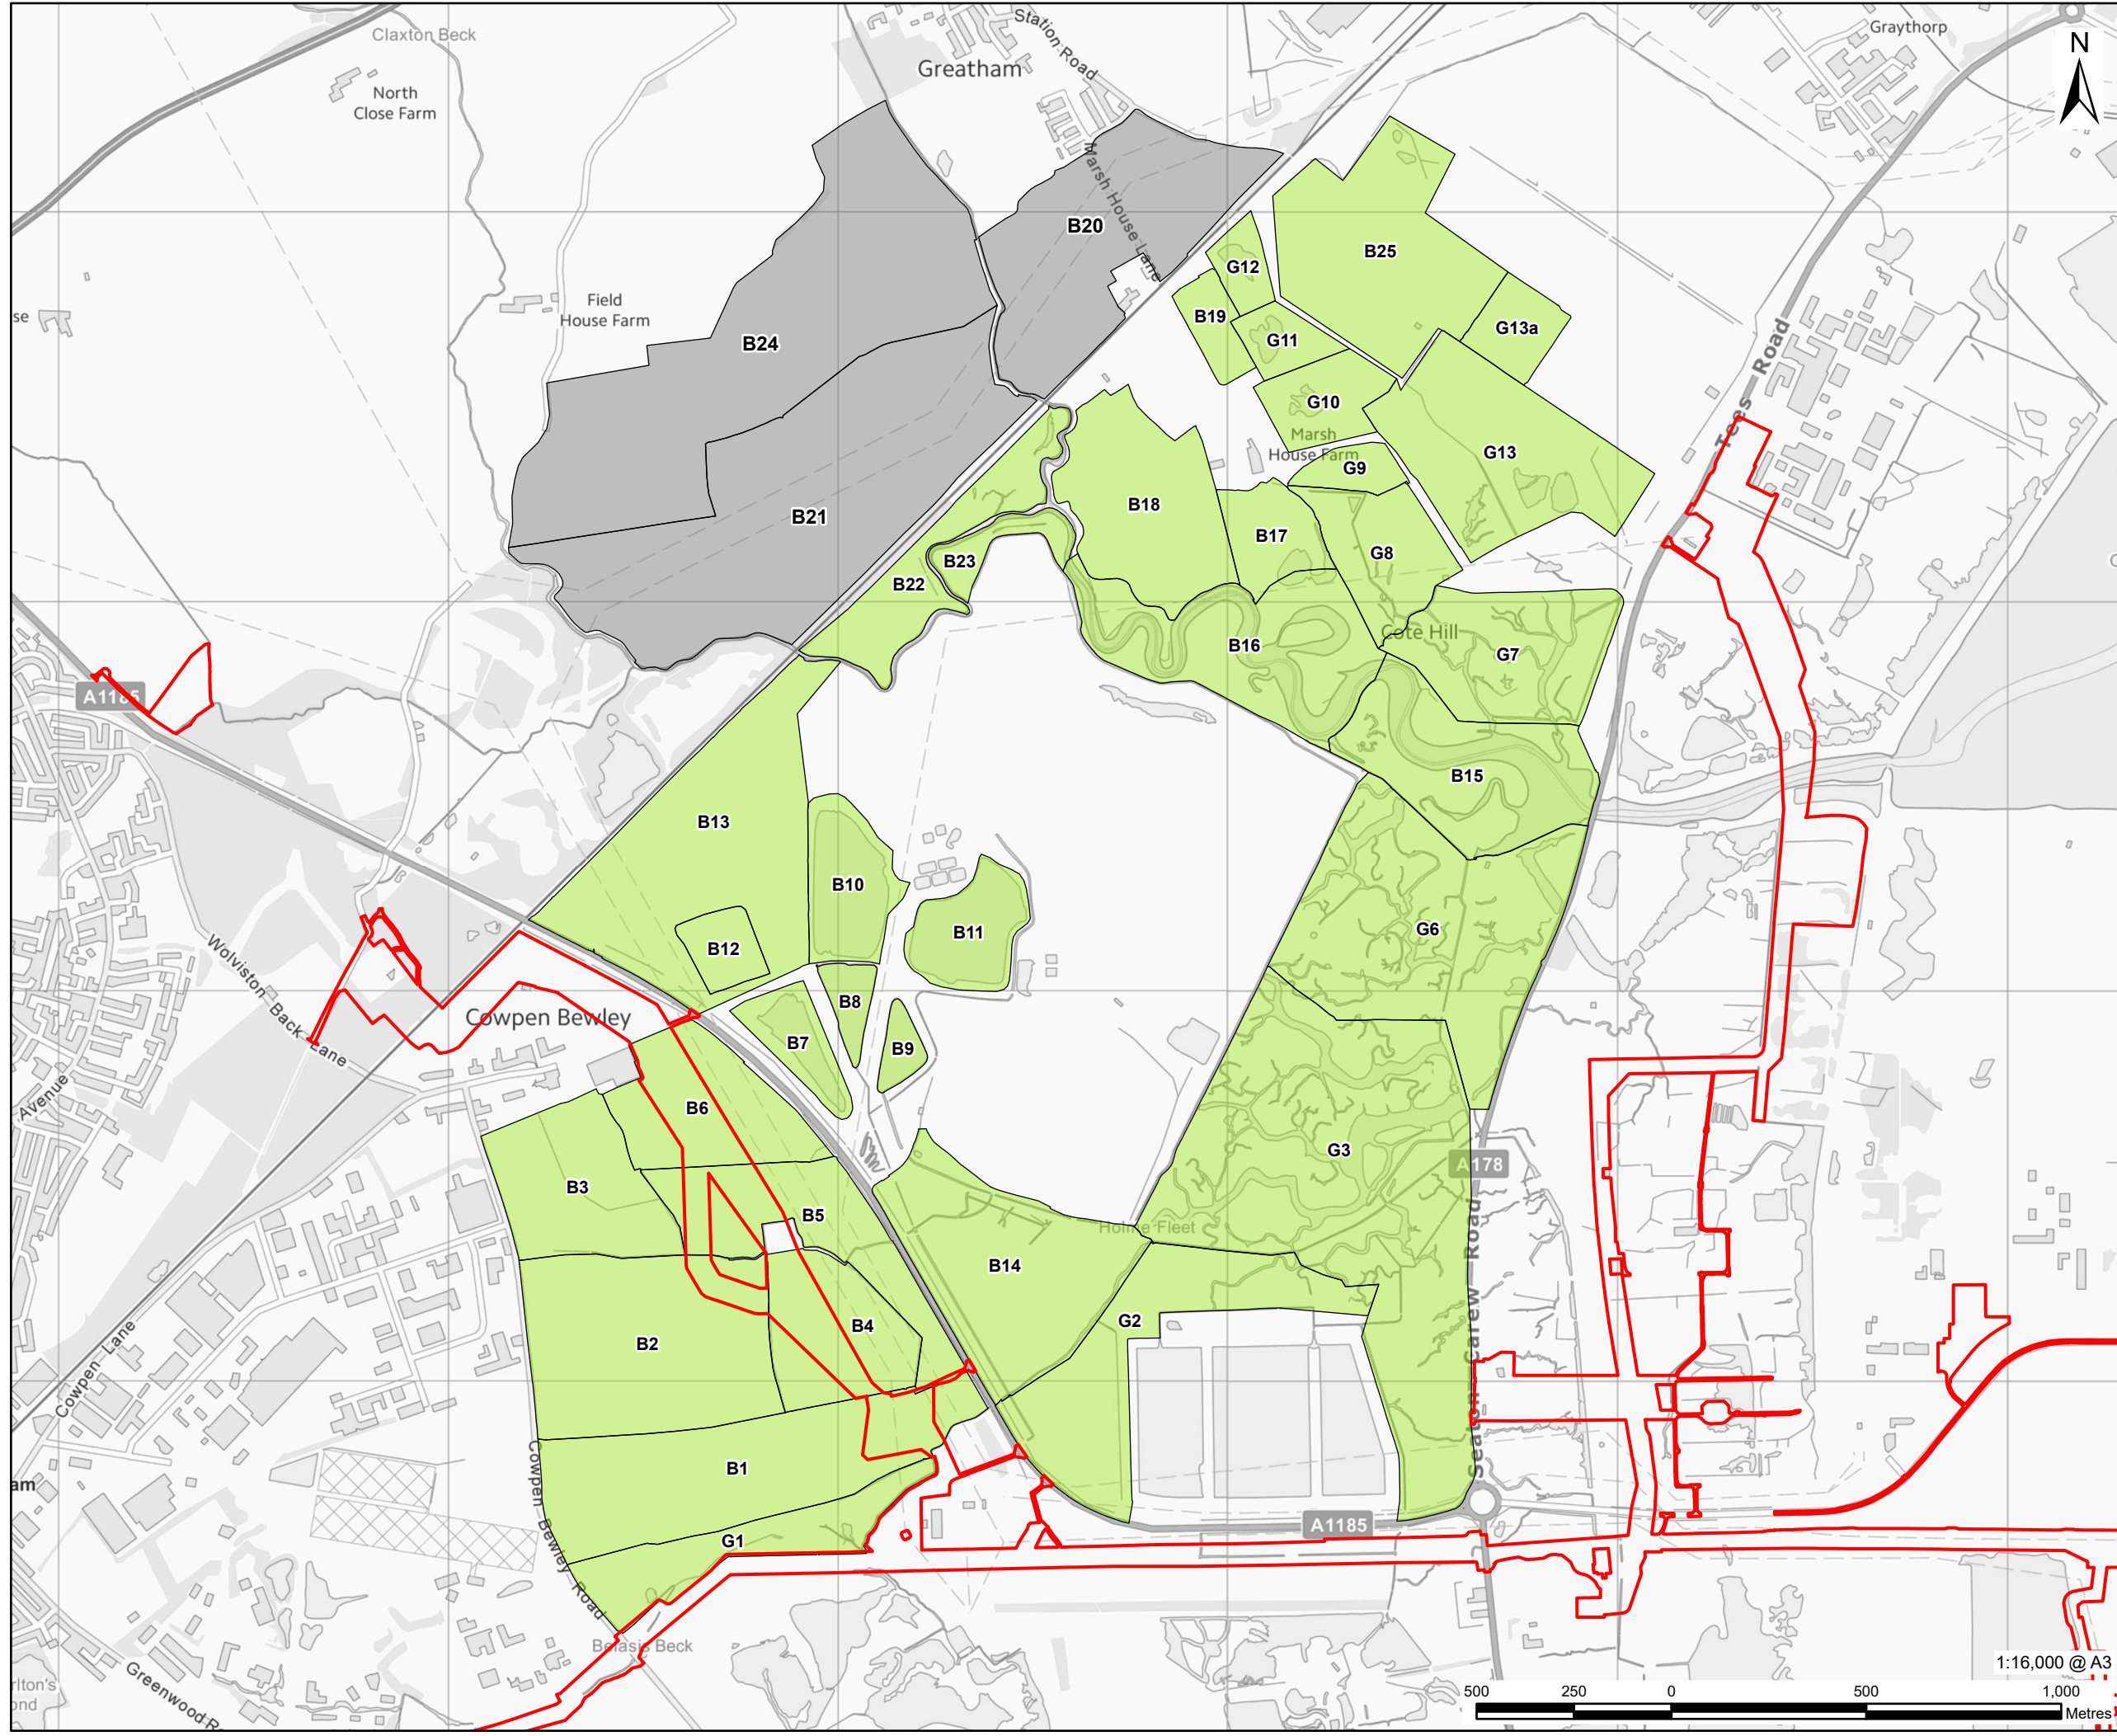 Claxton Beck
Station Road
Graythorp
N
Greatham
North
Close Farm
Marsh House Lane
B20
B25
G12
Field
House Farm
se
B19
G13a
G11
B24
Tees Road
G10
Marsh
House Farm
G13
G9
B18
B21
B17
G8
B23
B22
Cote Hill
B16
G7
A1185
B15
B13
B10
B11
G6
B12
Wolviston Back Lane
B8
Cowpen Bewley
B7
B9
Avenue
B6
G3
A178
B3
B5
Holme Fleet
B14
Seaton Carew Road
G2
B4
B2
Cowpen Lane
B1
am
Cowpen Bewley Road
A1185
G1
Belasis Beck
1:16,000 @ A3
rlton's
ond
Greenwood R
500 250 0 500 1,000
Metres